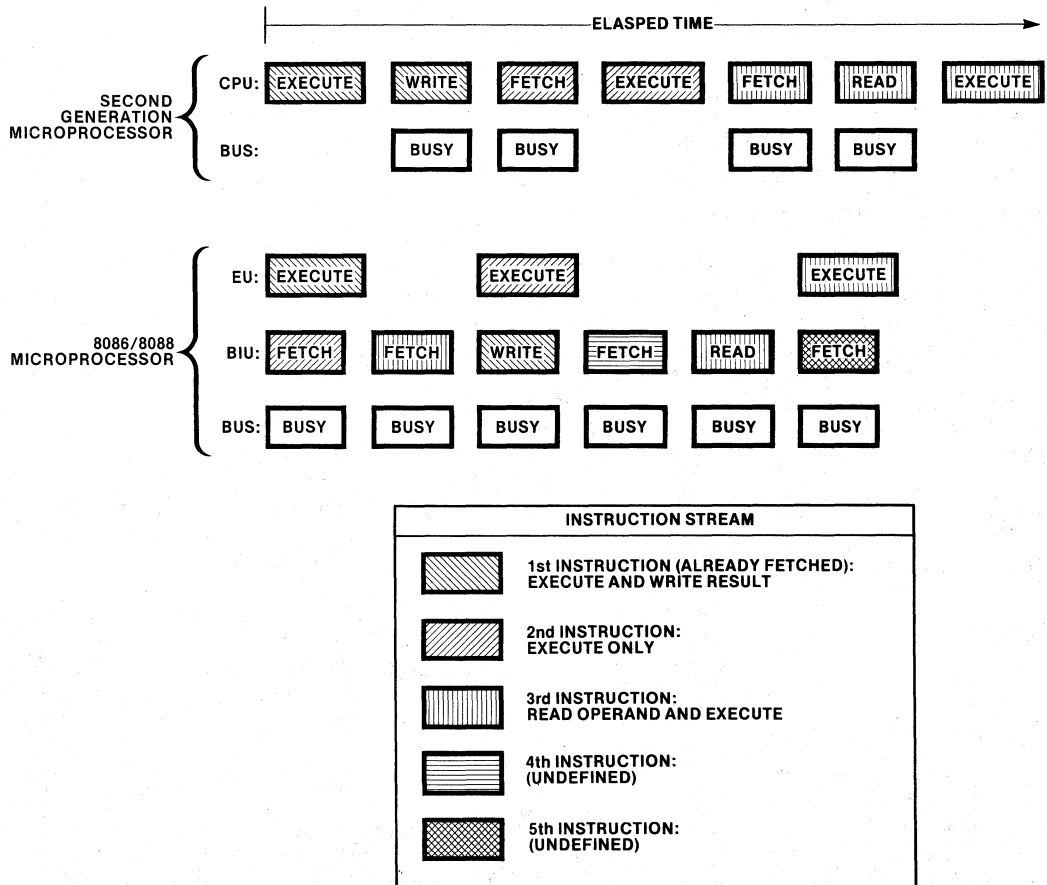 ELASPED TIME
SECOND
GENERATION
MICROPROCESSOR
CPU: EXECUTE WRITE FETCH EXECUTE FETCH READ EXECUTE
BUS: BUSY BUSY BUSY BUSY
8086/8088
MICROPROCESSOR
EU: EXECUTE EXECUTE EXECUTE
BIU: FETCH FETCH WRITE FETCH READ FETCH
BUS: BUSY BUSY BUSY BUSY BUSY BUSY
INSTRUCTION STREAM
1st INSTRUCTION (ALREADY FETCHED):
EXECUTE AND WRITE RESULT
2nd INSTRUCTION:
EXECUTE ONLY
3rd INSTRUCTION:
READ OPERAND AND EXECUTE
4th INSTRUCTION:
(UNDEFINED)
5th INSTRUCTION:
(UNDEFINED)